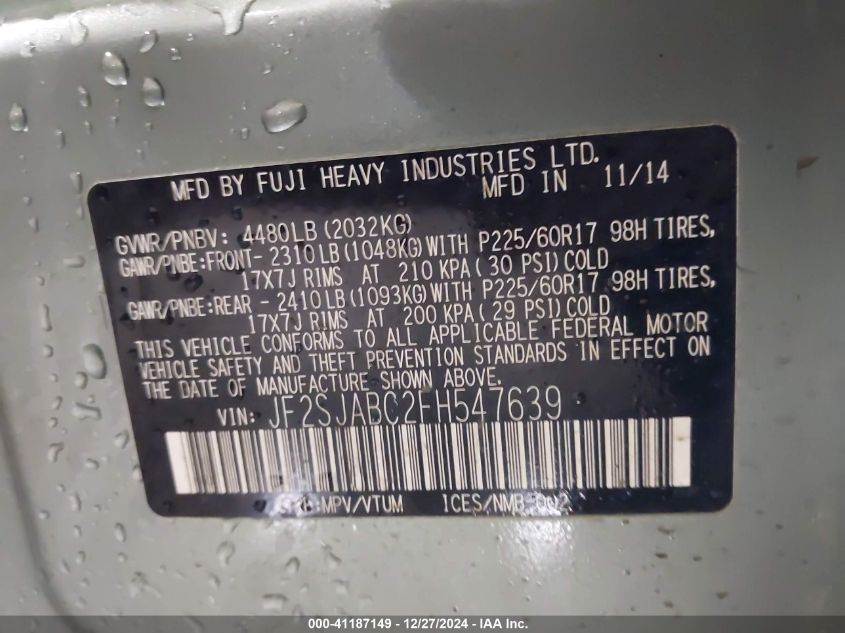 MFD BY FUJI HEAVY INDUSTRIES LTD.
MFD IN 11/14
GVWR/PNBV: 4480LB (2032KG)
GAWR/PNBE:FRONT- 2310LB (1048KG) WITH P225/60R17 98H TIRES,
17X7J RIMS AT 210 KPA ( 30 PSI) COLD
GAWR/PNBE:REAR - 2410LB (1093KG) WITH P225/60R17 98H TIRES,
17X7J RIMS AT 200 KPA ( 29 PSI) COLD
THIS VEHICLE CONFORMS TO ALL APPLICABLE FEDERAL MOTOR
VEHICLE SAFETY AND THEFT PREVENTION STANDARDS IN EFFECT ON
THE DATE OF MANUFACTURE SHOWN ABOVE.
VIN: JF2SJABC2FH547639
:MPV/VTUM ICES/NMB-002
000-41187149 - 12/27/2024 - IAA Inc.